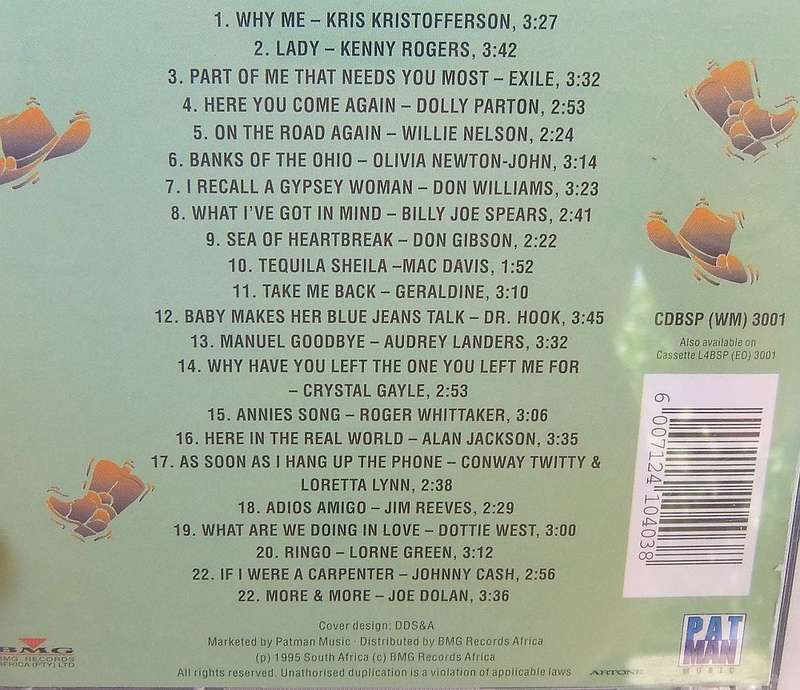 1. WHY ME – KRIS KRISTOFFERSON, 3:27
2. LADY – KENNY ROGERS, 3:42
3. PART OF ME THAT NEEDS YOU MOST – EXILE, 3:32
4. HERE YOU COME AGAIN – DOLLY PARTON, 2:53
5. ON THE ROAD AGAIN – WILLIE NELSON, 2:24
6. BANKS OF THE OHIO – OLIVIA NEWTON-JOHN, 3:14
7. I RECALL A GYPSEY WOMAN – DON WILLIAMS, 3:23
8. WHAT I'VE GOT IN MIND – BILLY JOE SPEARS, 2:41
9. SEA OF HEARTBREAK – DON GIBSON, 2:22
10. TEQUILA SHEILA –MAC DAVIS, 1:52
11. TAKE ME BACK – GERALDINE, 3:10
12. BABY MAKES HER BLUE JEANS TALK – DR. HOOK, 3:45
13. MANUEL GOODBYE – AUDREY LANDERS, 3:32
14. WHY HAVE YOU LEFT THE ONE YOU LEFT ME FOR
– CRYSTAL GAYLE, 2:53
15. ANNIES SONG – ROGER WHITTAKER, 3:06
16. HERE IN THE REAL WORLD – ALAN JACKSON, 3:35
17. AS SOON AS I HANG UP THE PHONE – CONWAY TWITTY &
LORETTA LYNN, 2:38
18. ADIOS AMIGO – JIM REEVES, 2:29
19. WHAT ARE WE DOING IN LOVE – DOTTIE WEST, 3:00
20. RINGO – LORNE GREEN, 3:12
22. IF I WERE A CARPENTER – JOHNNY CASH, 2:56
22. MORE & MORE – JOE DOLAN, 3:36
CDBSP (WM) 3001
Also available on
Cassette L4BSP (EO) 3001
6 007124 104038
Cover design: DDS&A
Marketed by Patman Music · Distributed by BMG Records Africa
(p) 1995 South Africa (c) BMG Records Africa
All rights reserved. Unathorised duplication is a violation of applicable laws
ARTONE
BMG
BMG RECORDS
AFRICA (PTY) LTD
PAT
MAN
MUSIC